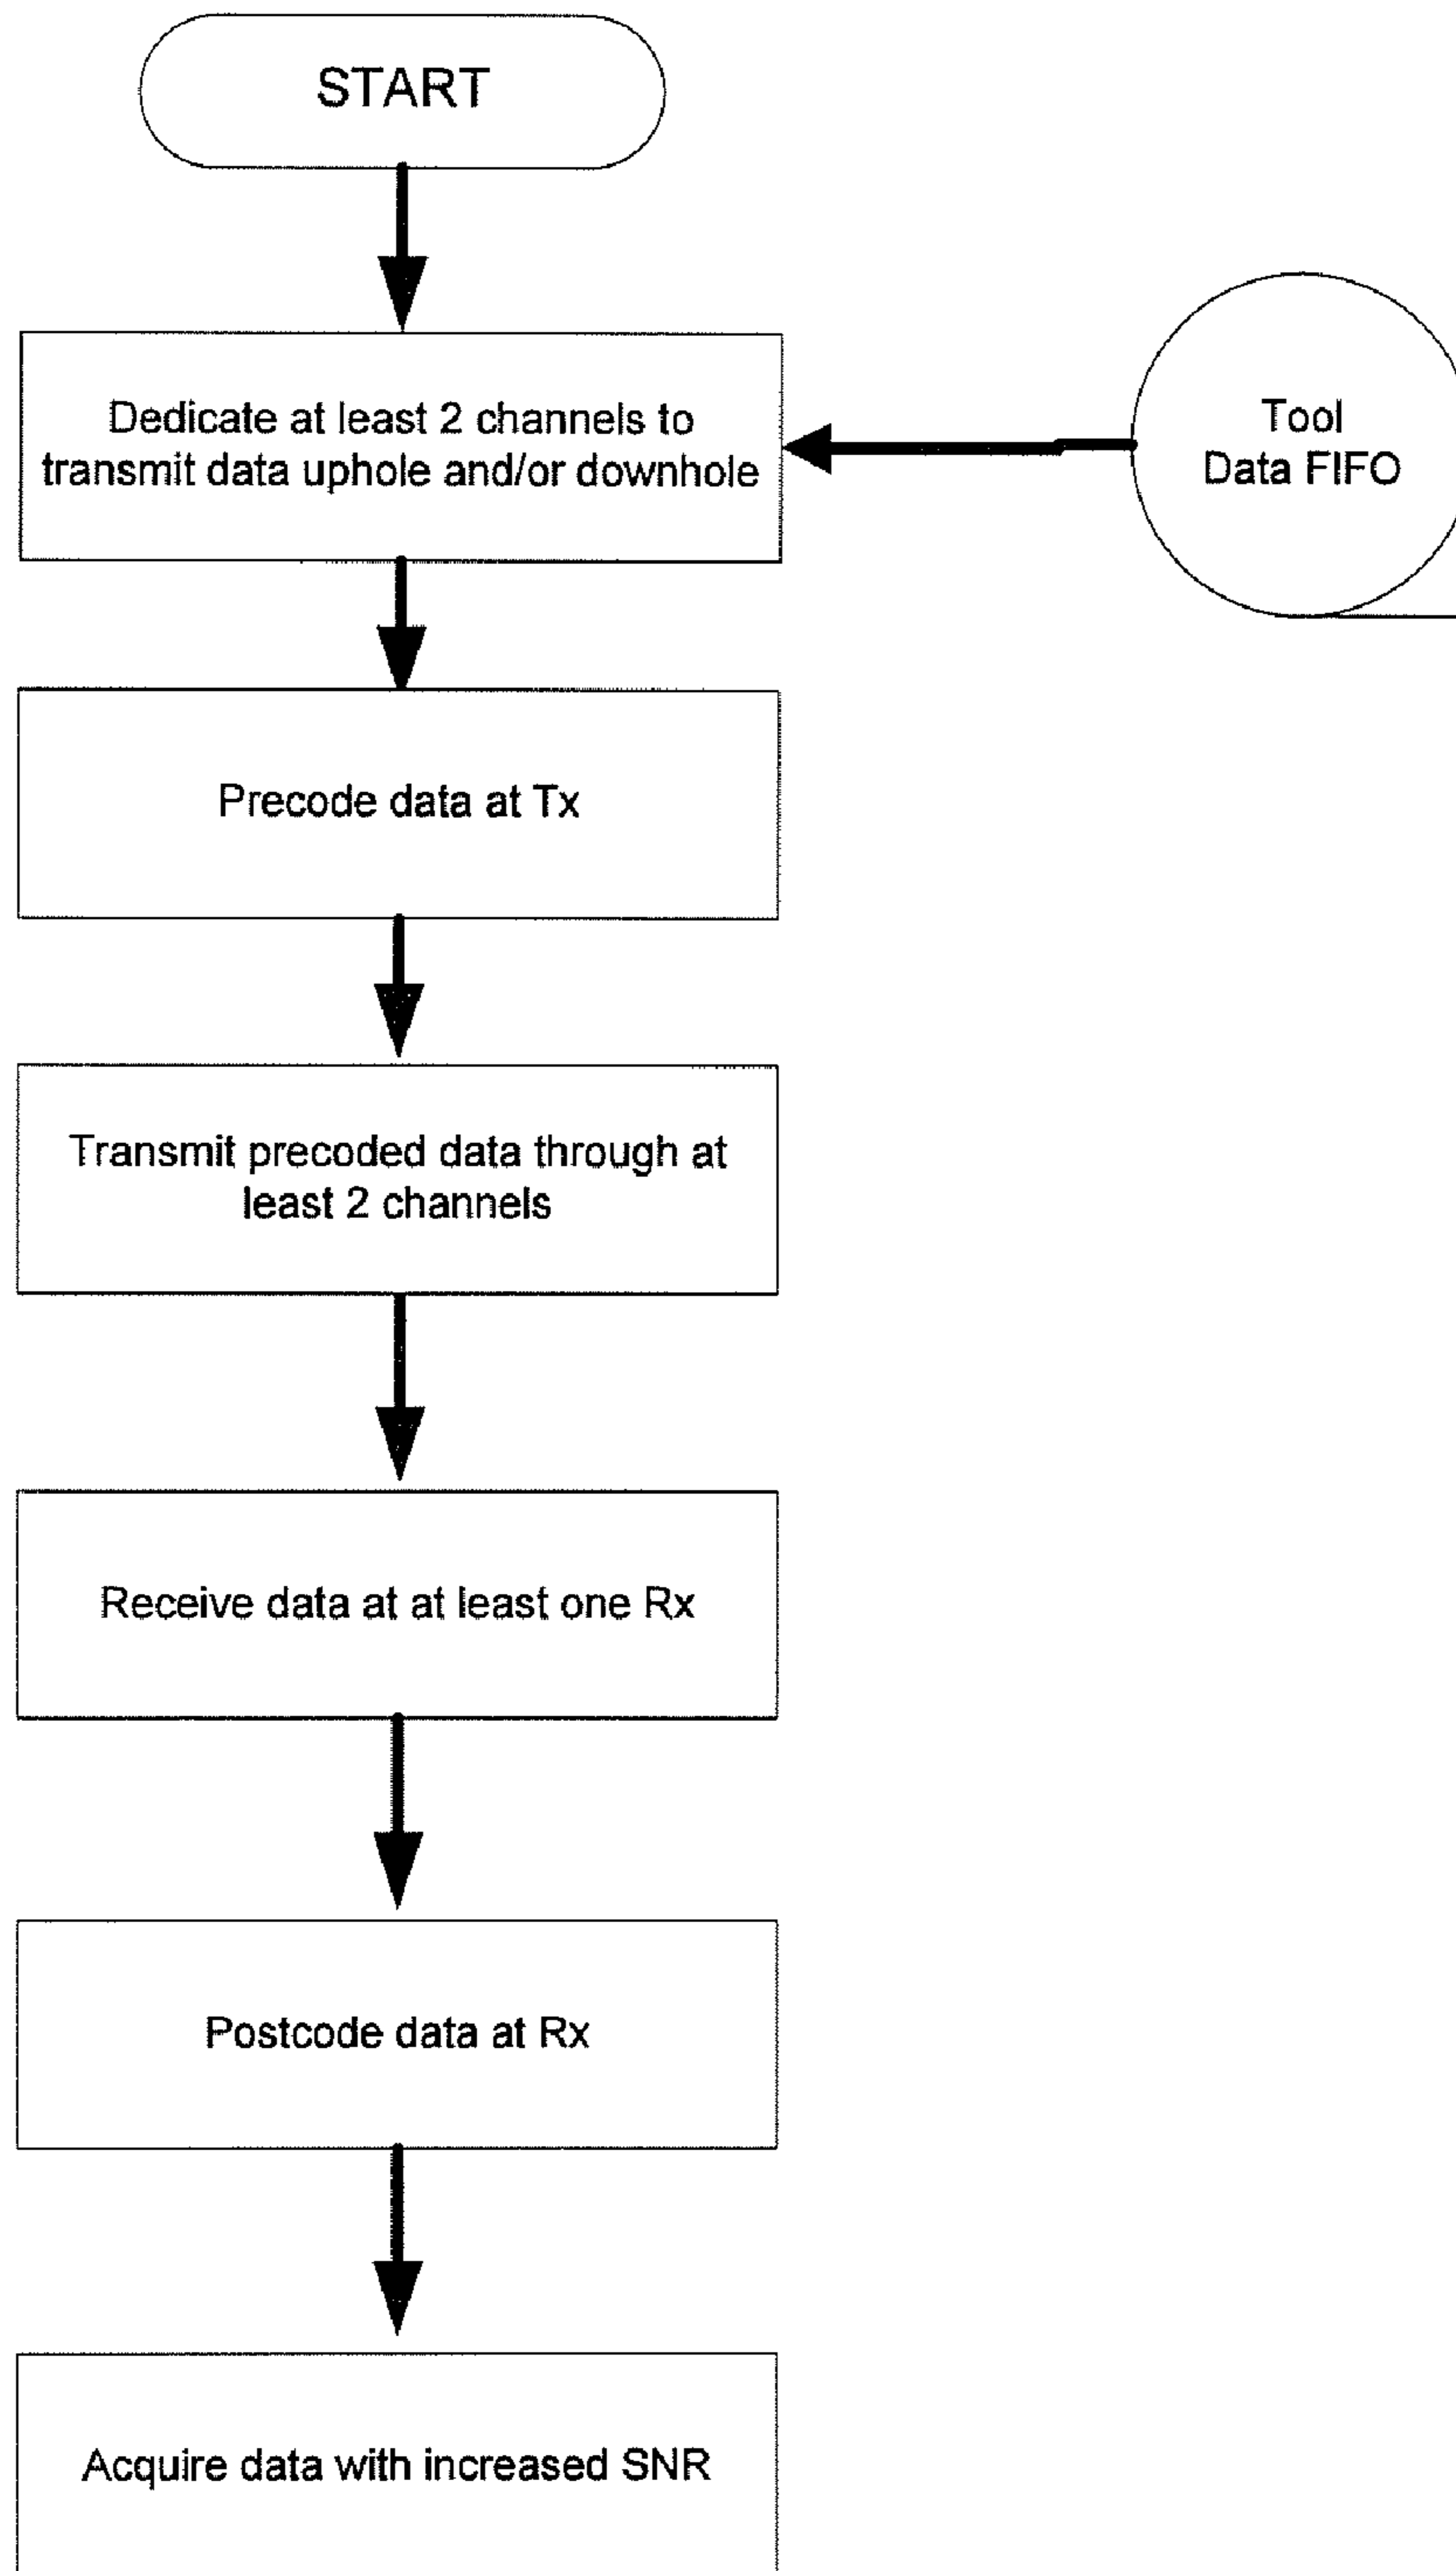 START
Dedicate at least 2 channels to
transmit data uphole and/or downhole
Tool
Data FIFO
Precode data at Tx
Transmit precoded data through at
least 2 channels
Receive data at at least one Rx
Postcode data at Rx
Acquire data with increased SNR